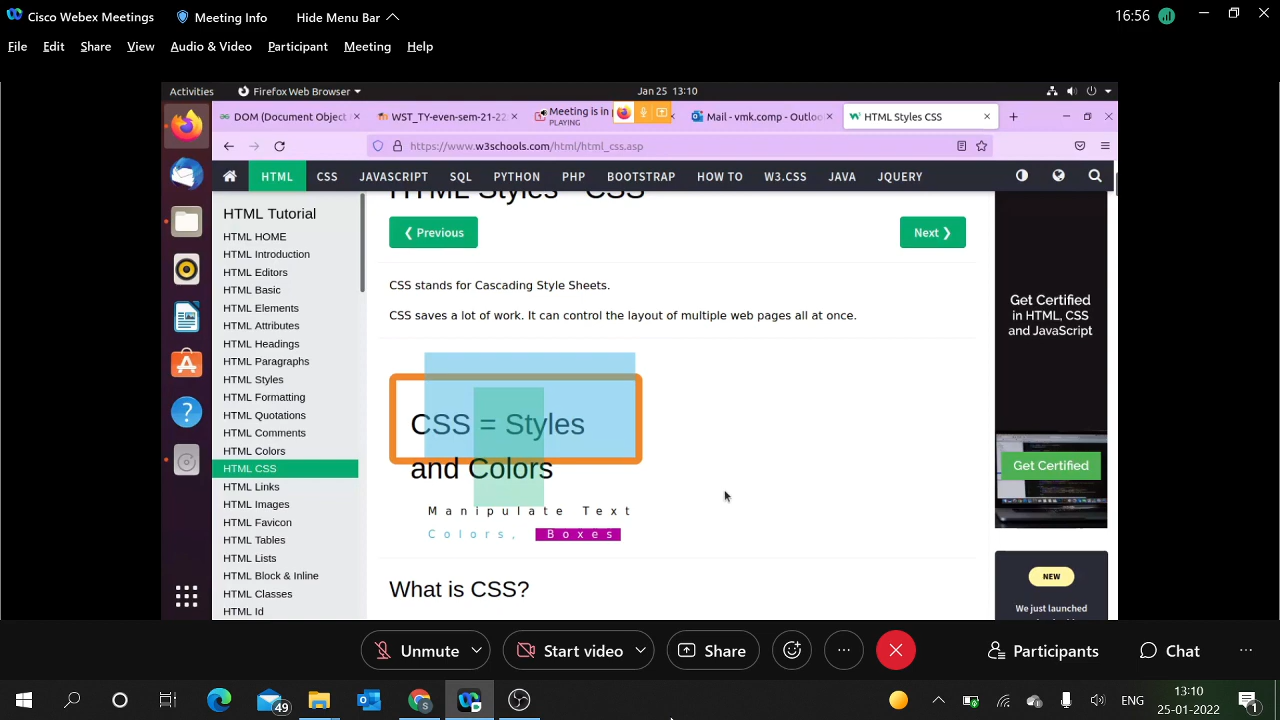 Cisco Webex Meetings Meeting Info Hide Menu Bar 16:56
File Edit Share View Audio & Video Participant Meeting Help
Activities Firefox Web Browser Jan 25 13:10
DOM (Document Object WST_TY-even-sem-21-22 Meeting is in Mail - vmk.comp - Outloo HTML Styles CSS
PLAYING
https://www.w3schools.com/html/html_css.asp
HTML CSS JAVASCRIPT SQL PYTHON PHP BOOTSTRAP HOW TO W3.CSS JAVA JQUERY
HTML Tutorial
HTML HOME
HTML Introduction
HTML Editors
HTML Basic
HTML Elements
HTML Attributes
HTML Headings
HTML Paragraphs
HTML Styles
HTML Formatting
HTML Quotations
HTML Comments
HTML Colors
HTML CSS
HTML Links
HTML Images
HTML Favicon
HTML Tables
HTML Lists
HTML Block & Inline
HTML Classes
HTML Id
HTML Styles - CSS
❮ Previous Next ❯
CSS stands for Cascading Style Sheets.
CSS saves a lot of work. It can control the layout of multiple web pages all at once.
CSS = Styles
and Colors
Manipulate Text
Colors, Boxes
What is CSS?
Get Certified
in HTML, CSS
and JavaScript
Get Certified
NEW
We just launched
Unmute Start video Share Participants Chat
49 ENG 13:10
25-01-2022 1